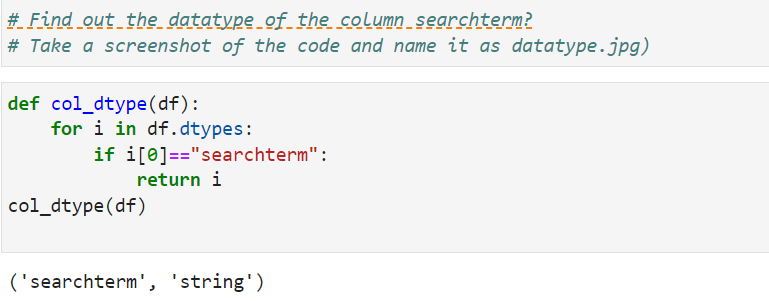 # Find out the datatype of the column searchterm?
# Take a screenshot of the code and name it as datatype.jpg)
def col_dtype(df):
    for i in df.dtypes:
        if i[0]=="searchterm":
            return i
col_dtype(df)
('searchterm', 'string')